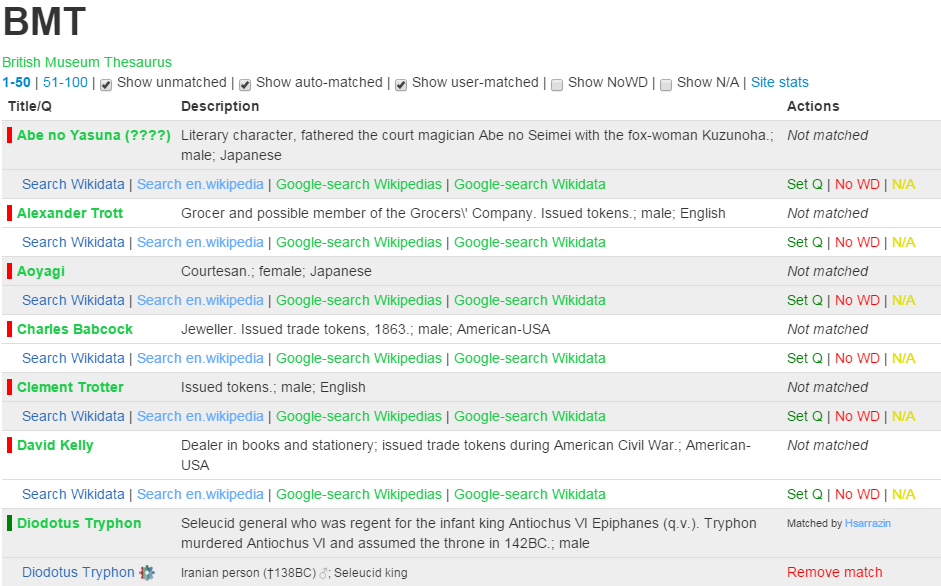 BMT
British Museum Thesaurus
1-50 | 51-100 | Show unmatched | Show auto-matched | Show user-matched | Show NoWD | Show N/A | Site stats
Title/Q Description Actions
Abe no Yasuna (????) Literary character, fathered the court magician Abe no Seimei with the fox-woman Kuzunoha.; Not matched
male; Japanese
Search Wikidata | Search en.wikipedia | Google-search Wikipedias | Google-search Wikidata Set Q | No WD | N/A
Alexander Trott Grocer and possible member of the Grocers\' Company. Issued tokens.; male; English Not matched
Search Wikidata | Search en.wikipedia | Google-search Wikipedias | Google-search Wikidata Set Q | No WD | N/A
Aoyagi Courtesan.; female; Japanese Not matched
Search Wikidata | Search en.wikipedia | Google-search Wikipedias | Google-search Wikidata Set Q | No WD | N/A
Charles Babcock Jeweller. Issued trade tokens, 1863.; male; American-USA Not matched
Search Wikidata | Search en.wikipedia | Google-search Wikipedias | Google-search Wikidata Set Q | No WD | N/A
Clement Trotter Issued tokens.; male; English Not matched
Search Wikidata | Search en.wikipedia | Google-search Wikipedias | Google-search Wikidata Set Q | No WD | N/A
David Kelly Dealer in books and stationery; issued trade tokens during American Civil War.; American- Not matched
USA
Search Wikidata | Search en.wikipedia | Google-search Wikipedias | Google-search Wikidata Set Q | No WD | N/A
Diodotus Tryphon Seleucid general who was regent for the infant king Antiochus VI Epiphanes (q.v.). Tryphon Matched by Hsarrazin
murdered Antiochus VI and assumed the throne in 142BC.; male
Diodotus Tryphon Iranian person (†138BC) ♂; Seleucid king Remove match